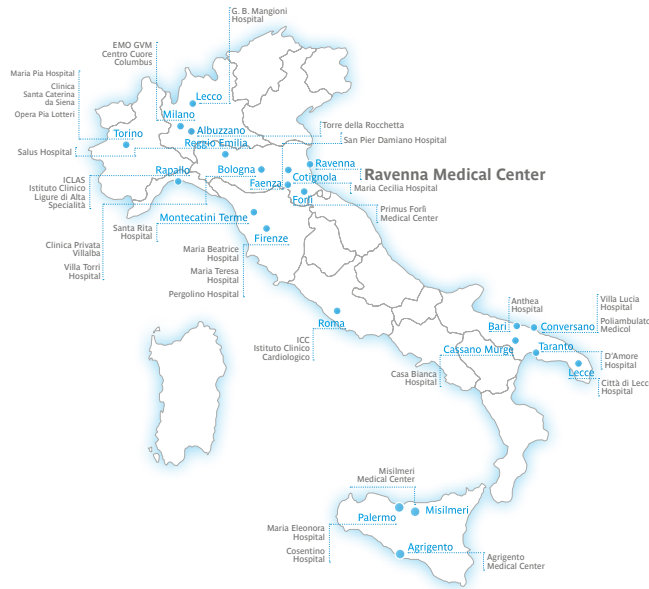 G. B. Mangioni
Hospital
EMO GVM
Centro Cuore
Columbus
Maria Pia Hospital
Clinica
Santa Caterina
da Siena
Opera Pia Lotteri
Lecco
Milano
Albuzzano
Torino
Torre della Rocchetta
San Pier Damiano Hospital
Reggio Emilia
Salus Hospital
Ravenna
Ravenna Medical Center
Rapallo
Bologna
Cotignola
Faenza
Maria Cecilia Hospital
ICLAS
Istituto Clinico
Ligure di Alta
Specialità
Forlì
Primus Forlì
Medical Center
Montecatini Terme
Santa Rita
Hospital
Firenze
Clinica Privata
Villalba
Villa Torri
Hospital
Maria Beatrice
Hospital
Maria Teresa
Hospital
Pergolino Hospital
Roma
ICC
Istituto Clinico
Cardiologico
Anthea
Hospital
Villa Lucia
Hospital
Poliambulato
Medicol
Bari
Conversano
Cassano Murge
Taranto
D'Amore
Hospital
Casa Bianca
Hospital
Lecce
Città di Lecc
Hospital
Misilmeri
Medical Center
Palermo
Misilmeri
Maria Eleonora
Hospital
Agrigento
Cosentino
Hospital
Agrigento
Medical Center